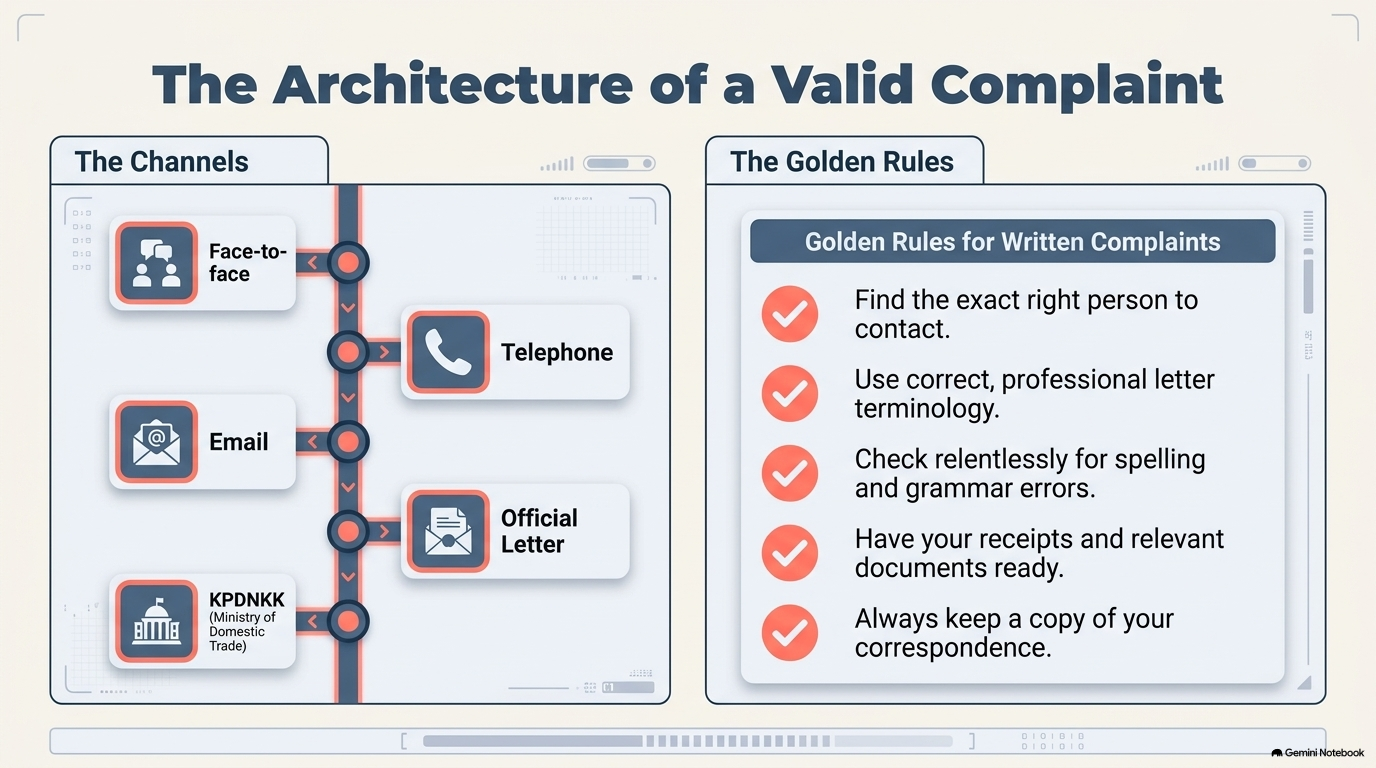 The Architecture of a Valid Complaint
The Channels
Face-to-
face
Telephone
Email
Official
Letter
KPDNKK
(Ministry of
Domestic
Trade)
The Golden Rules
Golden Rules for Written Complaints
Find the exact right person to
contact.
Use correct, professional letter
terminology.
Check relentlessly for spelling
and grammar errors.
Have your receipts and relevant
documents ready.
Always keep a copy of your
correspondence.
Gemini Notebook